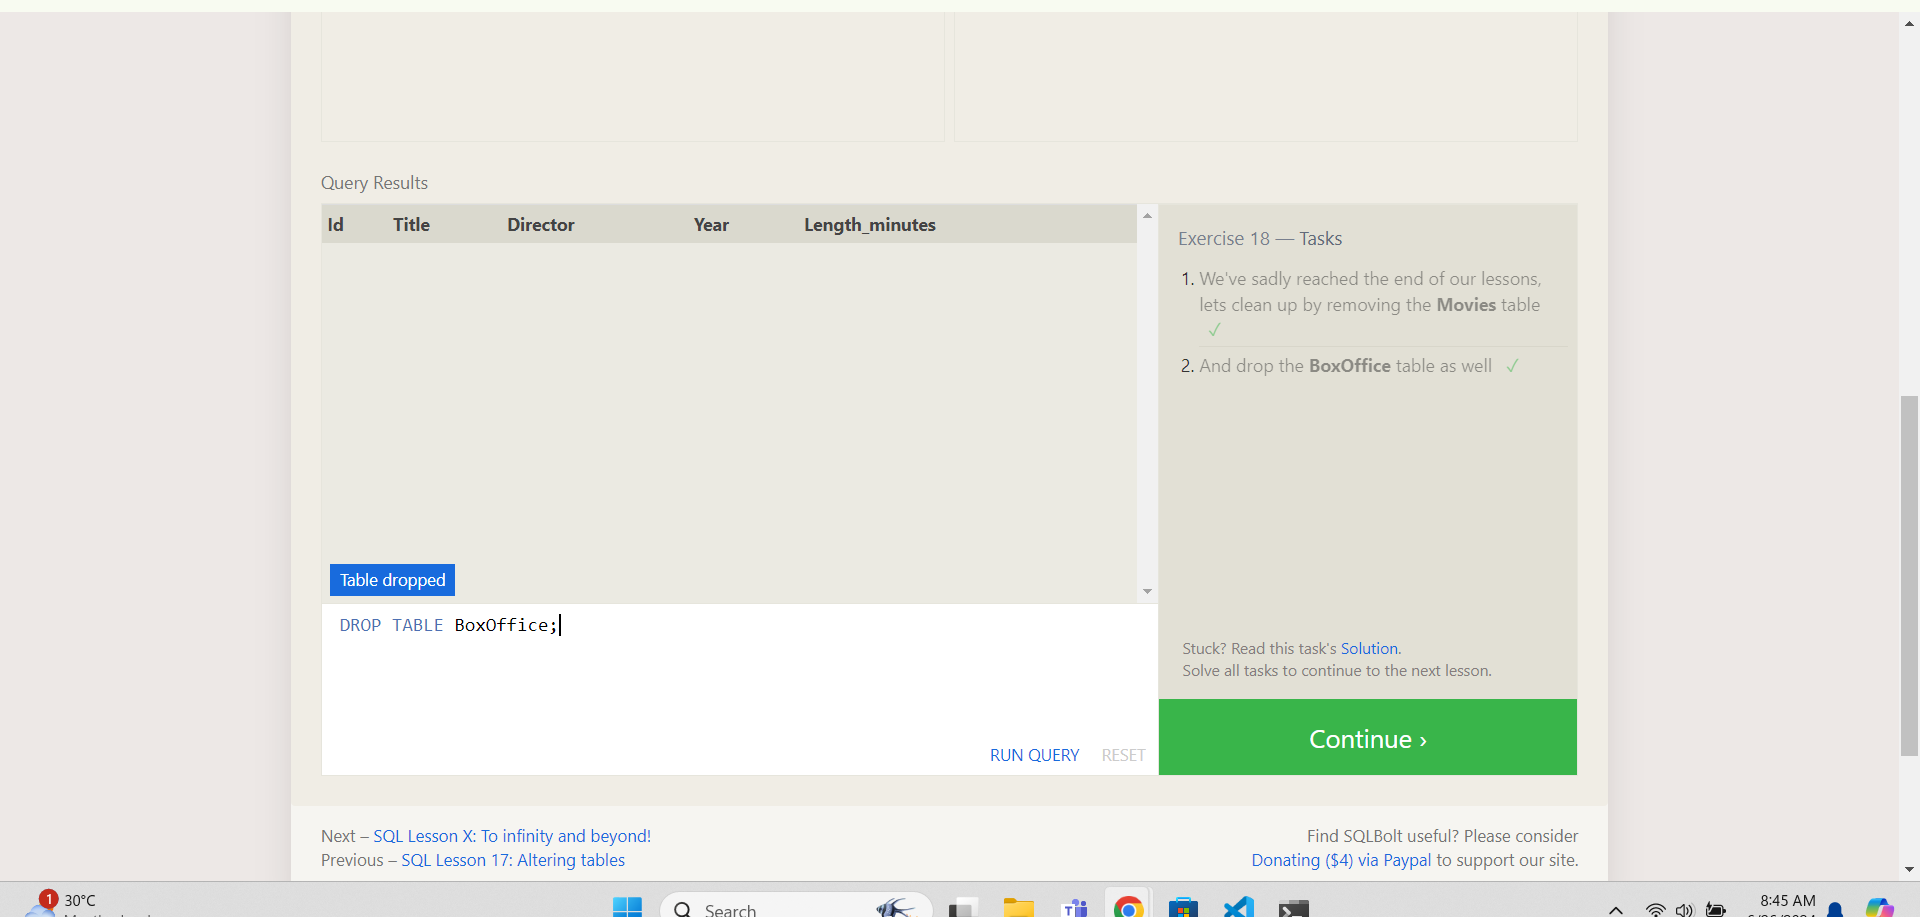 Query Results
Id Title Director Year Length_minutes
Table dropped
DROP TABLE BoxOffice;
RUN QUERY RESET
Exercise 18 — Tasks
1. We've sadly reached the end of our lessons,
lets clean up by removing the Movies table
✓
2. And drop the BoxOffice table as well ✓
Stuck? Read this task's Solution.
Solve all tasks to continue to the next lesson.
Continue ›
Next – SQL Lesson X: To infinity and beyond!
Previous – SQL Lesson 17: Altering tables
Find SQLBolt useful? Please consider
Donating ($4) via Paypal to support our site.
1
30°C
Search
8:45 AM